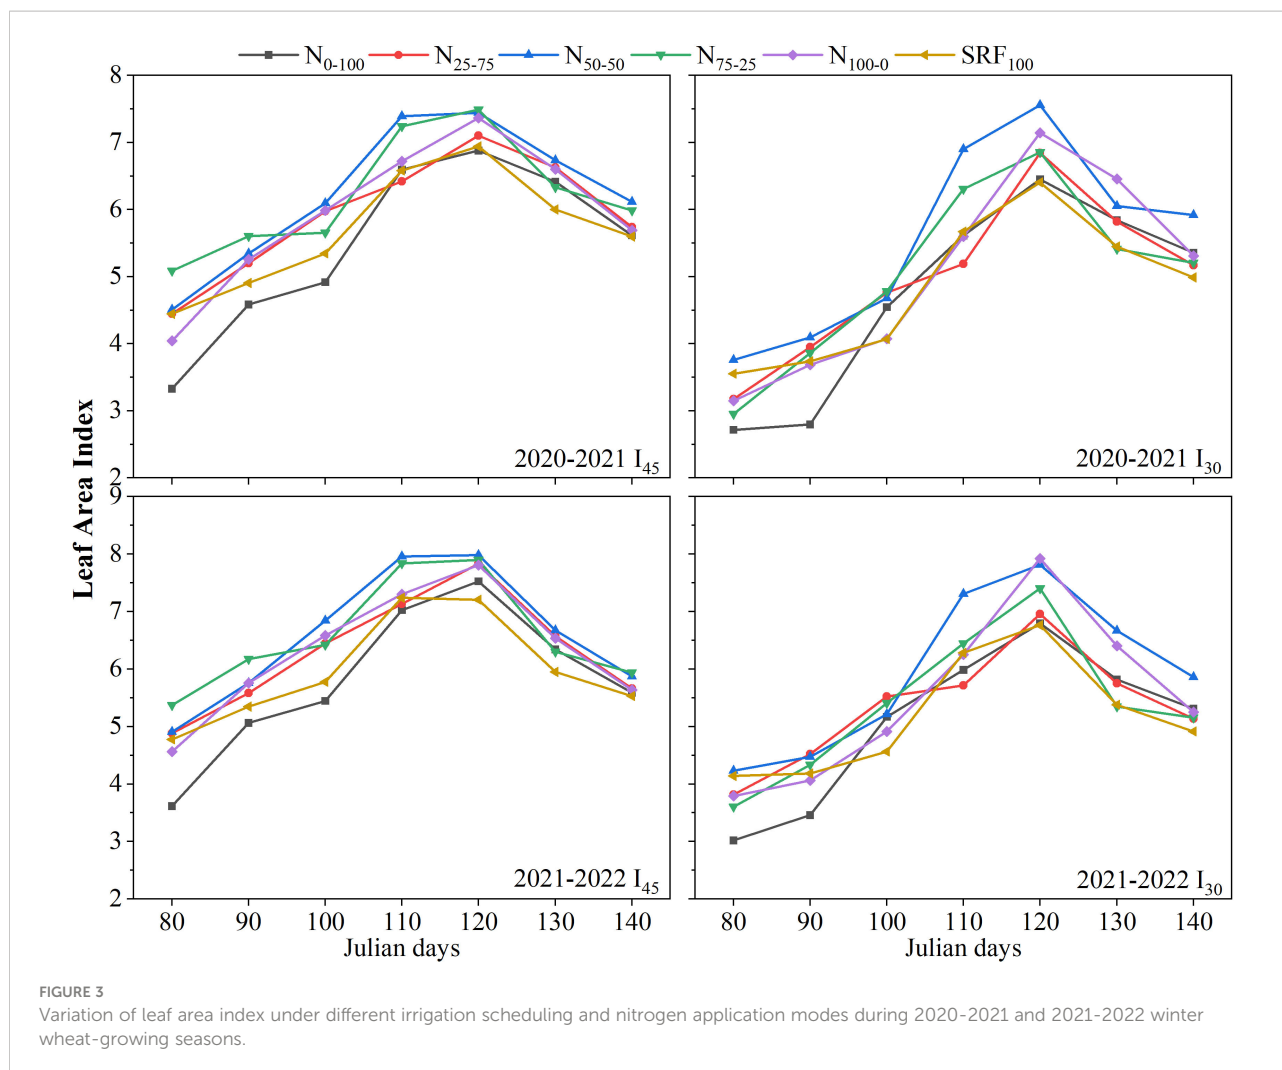 N0-100 N25-75 N50-50 N75-25 N100-0 SRF100
8
7
6
5
4
3
2
2020-2021 I45
2020-2021 I30
Leaf Area Index
9
8
7
6
5
4
3
2
2021-2022 I45
2021-2022 I30
80 90 100 110 120 130 140
80 90 100 110 120 130 140
Julian days
Julian days
FIGURE 3
Variation of leaf area index under different irrigation scheduling and nitrogen application modes during 2020-2021 and 2021-2022 winter
wheat-growing seasons.